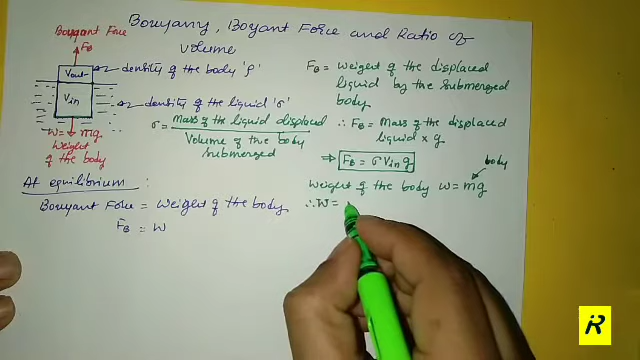 Bouyany, Boyant Force and Ratio of
volume
Bouyant Force
FB
Vout
density of the body 'ρ'
Vin
density of the liquid 'σ'
W = mg
Weight
of the body
σ = Mass of the liquid displaced
Volume of the body
submerged
At equilibrium :
Bouyant Force = Weight of the body
FB = W
FB = weight of the displaced
liquid by the submerged
body.
∴ FB = Mass of the displaced
liquid × g
⇒ FB = σ Vin g
body
Weight of the body W = mg
∴ W =
iR